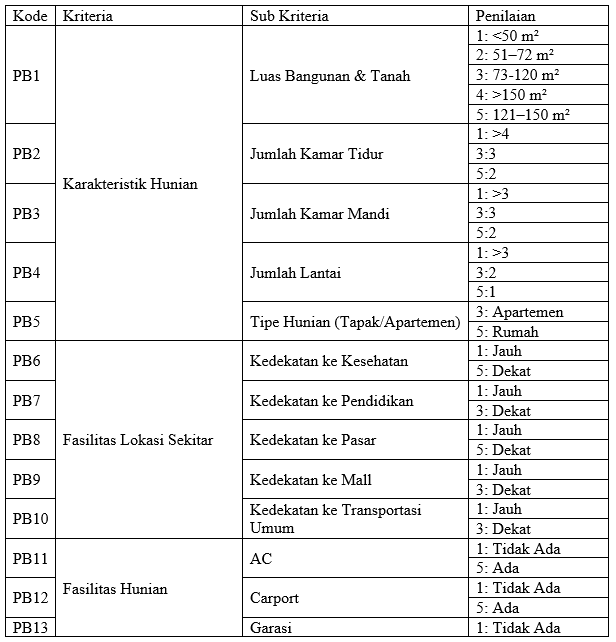 Kode Kriteria Sub Kriteria Penilaian
PB1 Karakteristik Hunian Luas Bangunan & Tanah 1: <50 m²
2: 51–72 m²
3: 73-120 m²
4: >150 m²
5: 121–150 m²
PB2 Jumlah Kamar Tidur 1: >4
3:3
5:2
PB3 Jumlah Kamar Mandi 1: >3
3:3
5:2
PB4 Jumlah Lantai 1: >3
3:2
5:1
PB5 Tipe Hunian (Tapak/Apartemen) 3: Apartemen
5: Rumah
PB6 Fasilitas Lokasi Sekitar Kedekatan ke Kesehatan 1: Jauh
5: Dekat
PB7 Kedekatan ke Pendidikan 1: Jauh
3: Dekat
PB8 Kedekatan ke Pasar 1: Jauh
5: Dekat
PB9 Kedekatan ke Mall 1: Jauh
3: Dekat
PB10 Kedekatan ke Transportasi Umum 1: Jauh
3: Dekat
PB11 Fasilitas Hunian AC 1: Tidak Ada
5: Ada
PB12 Carport 1: Tidak Ada
5: Ada
PB13 Garasi 1: Tidak Ada